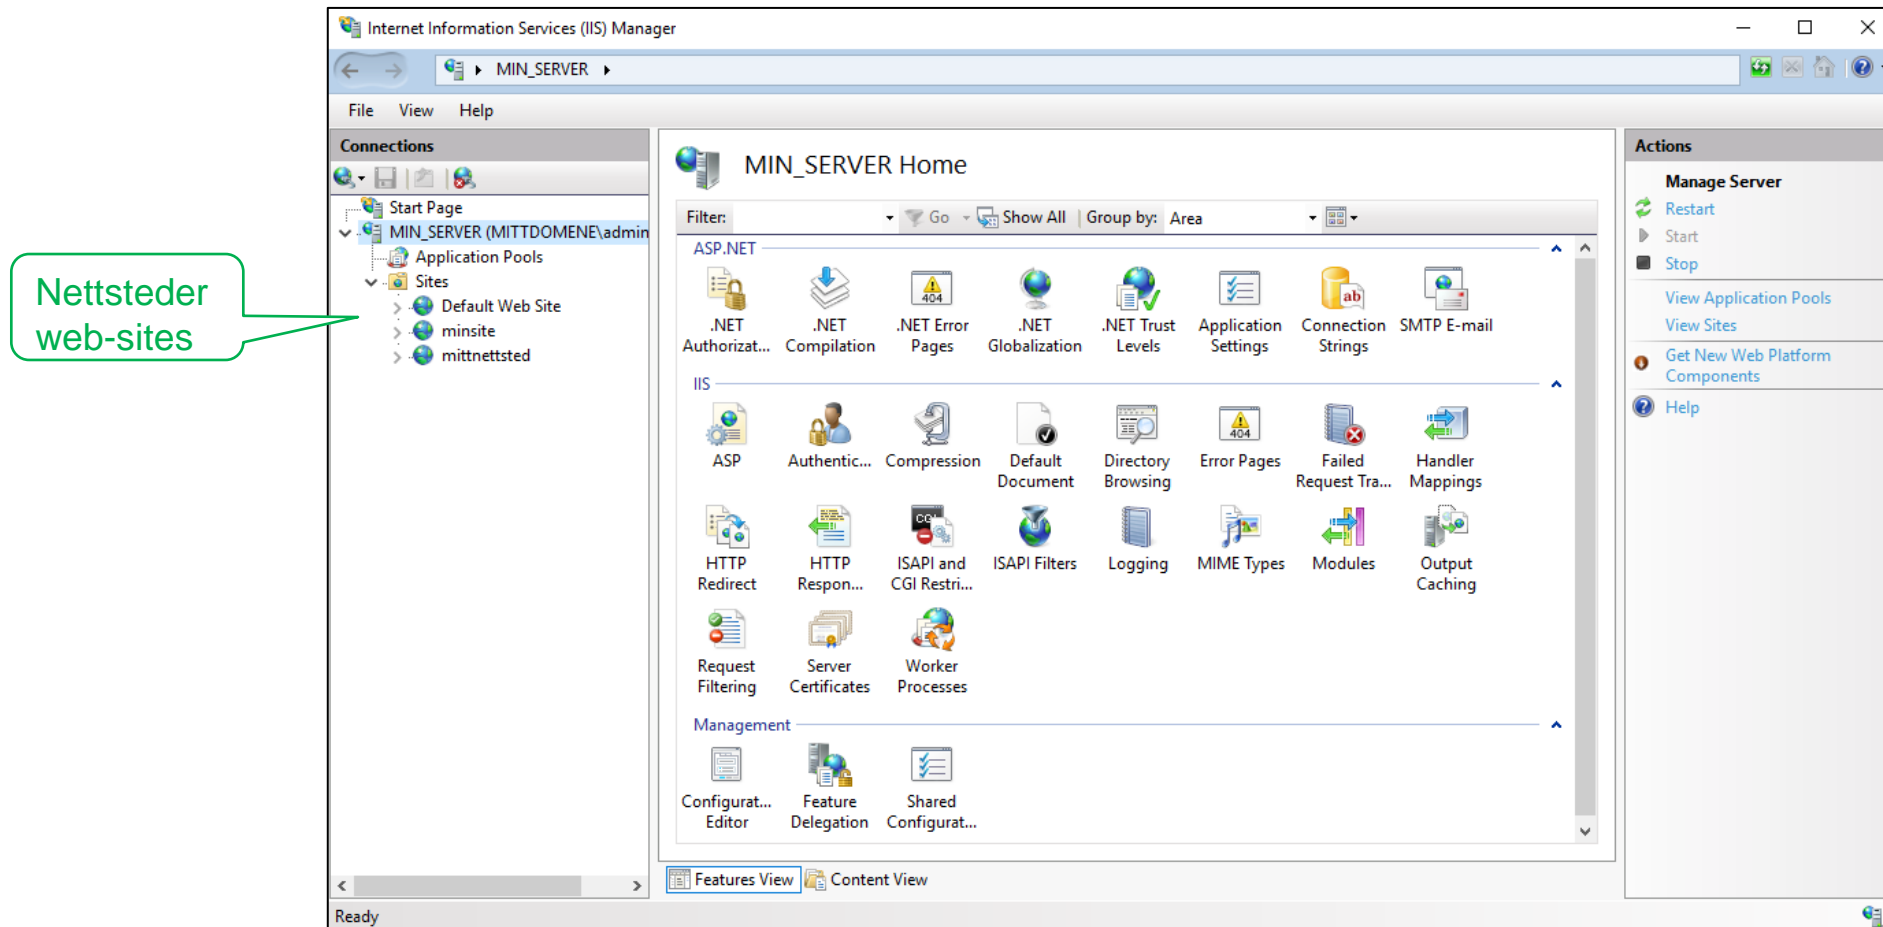 Nettsteder
web-sites
Internet Information Services (IIS) Manager
MIN_SERVER
File View Help
Connections
Start Page
MIN_SERVER (MITTDOMENE\admin
Application Pools
Sites
Default Web Site
minsite
mittnettsted
MIN_SERVER Home
Filter: Go Show All Group by: Area
ASP.NET
.NET Authorizat...
.NET Compilation
.NET Error Pages
.NET Globalization
.NET Trust Levels
Application Settings
Connection Strings
SMTP E-mail
IIS
ASP
Authentic...
Compression
Default Document
Directory Browsing
Error Pages
Failed Request Tra...
Handler Mappings
HTTP Redirect
HTTP Respon...
ISAPI and CGI Restri...
ISAPI Filters
Logging
MIME Types
Modules
Output Caching
Request Filtering
Server Certificates
Worker Processes
Management
Configurat... Editor
Feature Delegation
Shared Configurat...
Features View Content View
Ready
Actions
Manage Server
Restart
Start
Stop
View Application Pools
View Sites
Get New Web Platform
Components
Help